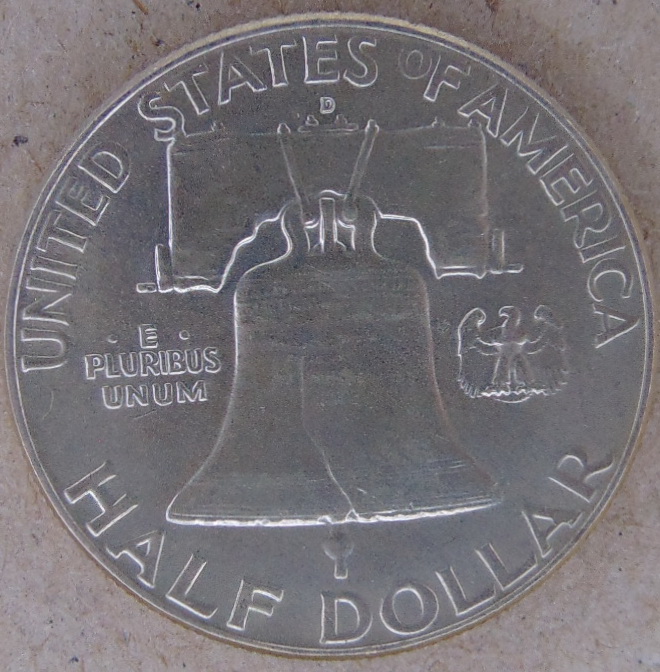 UNITED STATES OF AMERICA
D
· E ·
PLURIBUS
UNUM
HALF DOLLAR